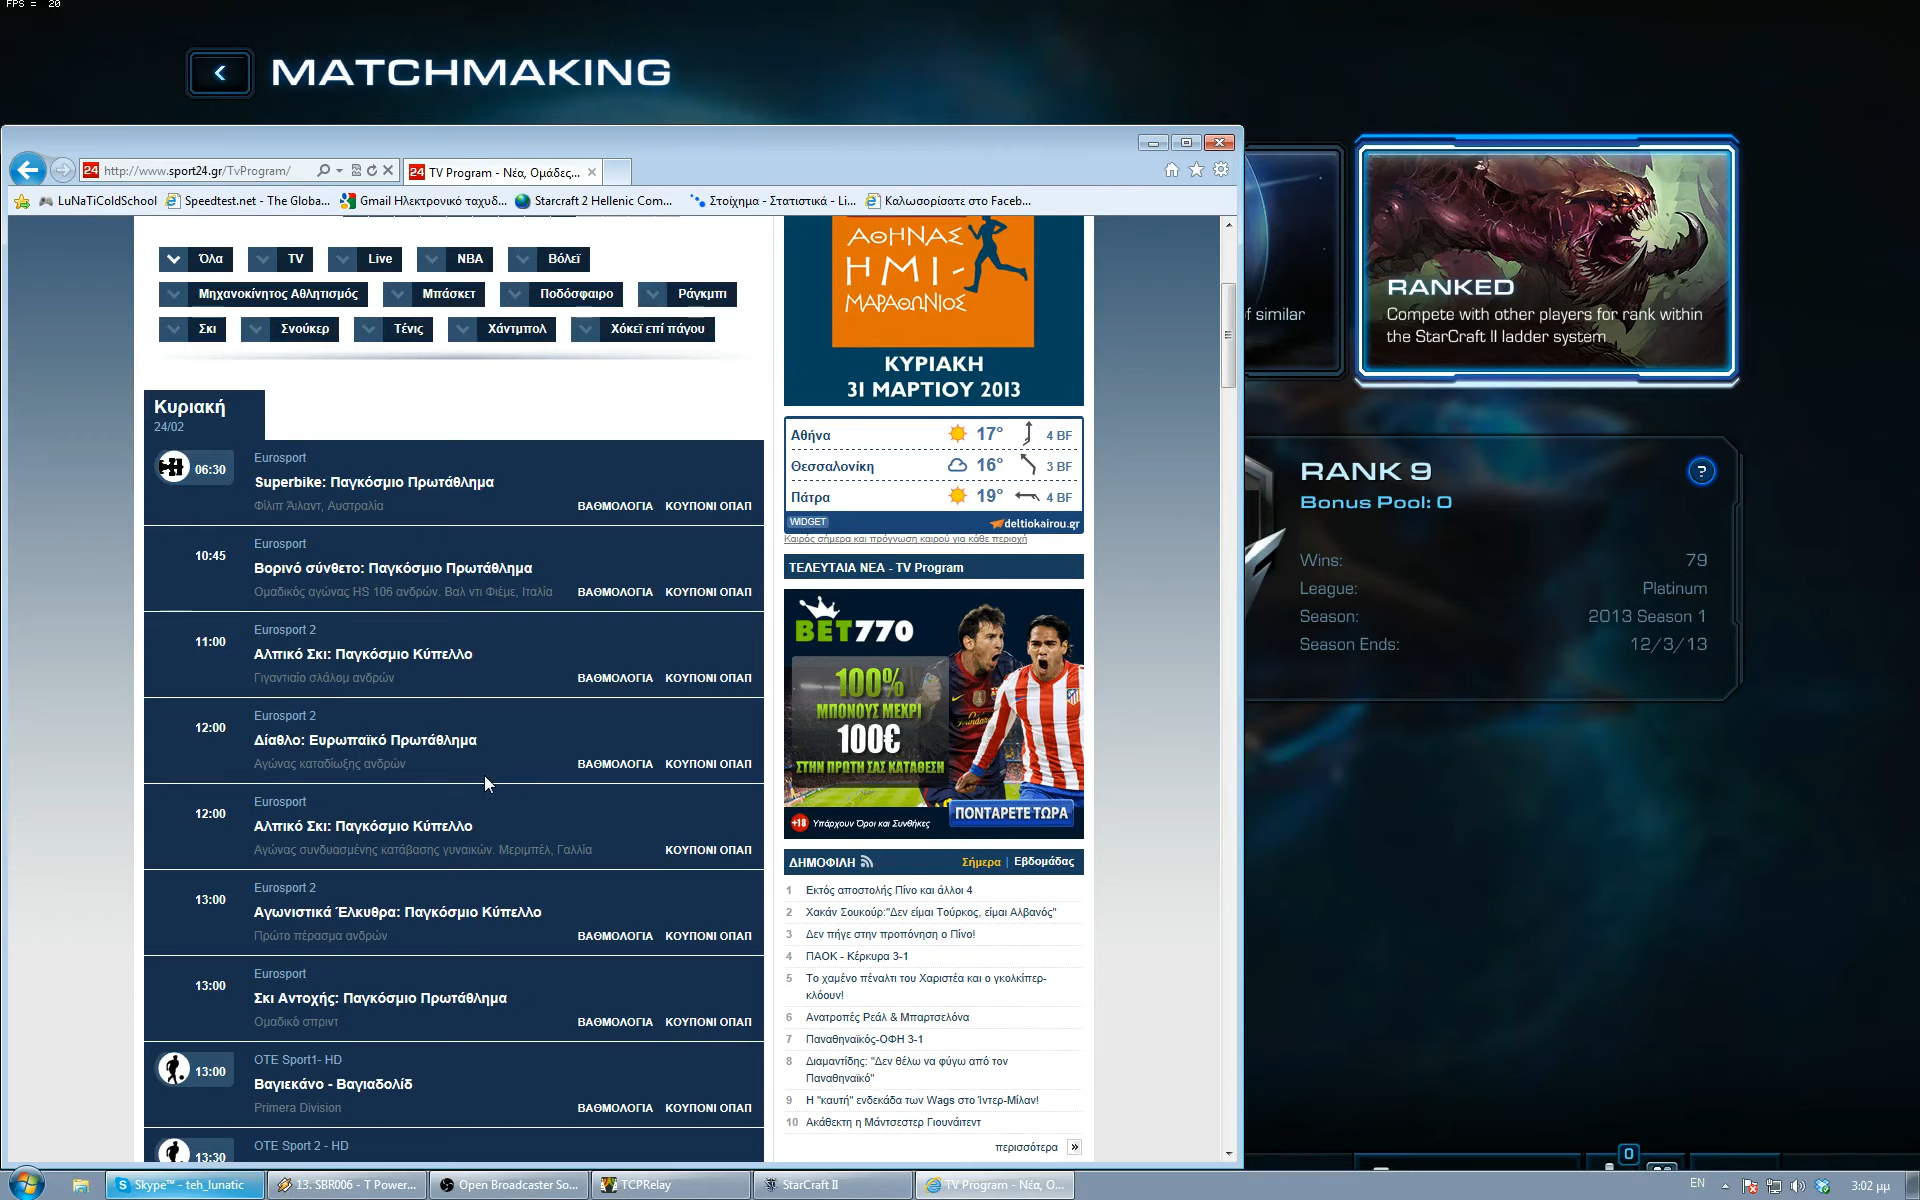 FPS = 20
MATCHMAKING
http://www.sport24.gr/TvProgram/
TV Program - Νέα, Ομάδες...
LuNaTiColdSchool
Speedtest.net - The Globa...
Gmail Ηλεκτρονικό ταχυδ...
Starcraft 2 Hellenic Com...
Στοίχημα - Στατιστικά - Li...
Καλωσορίσατε στο Faceb...
Όλα
TV
Live
NBA
Βόλεϊ
Μηχανοκίνητος Αθλητισμός
Μπάσκετ
Ποδόσφαιρο
Ράγκμπι
Σκι
Σνούκερ
Τένις
Χάντμπολ
Χόκεϊ επί πάγου
Κυριακή
24/02
06:30
Eurosport
Superbike: Παγκόσμιο Πρωτάθλημα
Φίλιπ Άιλαντ, Αυστραλία
ΒΑΘΜΟΛΟΓΙΑ ΚΟΥΠΟΝΙ ΟΠΑΠ
10:45
Eurosport
Βορινό σύνθετο: Παγκόσμιο Πρωτάθλημα
Ομαδικός αγώνας HS 106 ανδρών. Βαλ ντι Φιέμε, Ιταλία
ΒΑΘΜΟΛΟΓΙΑ ΚΟΥΠΟΝΙ ΟΠΑΠ
11:00
Eurosport 2
Αλπικό Σκι: Παγκόσμιο Κύπελλο
Γιγαντιαίο σλάλομ ανδρών
ΒΑΘΜΟΛΟΓΙΑ ΚΟΥΠΟΝΙ ΟΠΑΠ
12:00
Eurosport 2
Δίαθλο: Ευρωπαϊκό Πρωτάθλημα
Αγώνας καταδίωξης ανδρών
ΒΑΘΜΟΛΟΓΙΑ ΚΟΥΠΟΝΙ ΟΠΑΠ
12:00
Eurosport
Αλπικό Σκι: Παγκόσμιο Κύπελλο
Αγώνας συνδυασμένης κατάβασης γυναικών. Μεριμπέλ, Γαλλία
ΚΟΥΠΟΝΙ ΟΠΑΠ
13:00
Eurosport 2
Αγωνιστικά Έλκυθρα: Παγκόσμιο Κύπελλο
Πρώτο πέρασμα ανδρών
ΒΑΘΜΟΛΟΓΙΑ ΚΟΥΠΟΝΙ ΟΠΑΠ
13:00
Eurosport
Σκι Αντοχής: Παγκόσμιο Πρωτάθλημα
Ομαδικό σπριντ
ΒΑΘΜΟΛΟΓΙΑ ΚΟΥΠΟΝΙ ΟΠΑΠ
13:00
OTE Sport1- HD
Βαγιεκάνο - Βαγιαδολίδ
Primera Division
ΒΑΘΜΟΛΟΓΙΑ ΚΟΥΠΟΝΙ ΟΠΑΠ
13:30
OTE Sport 2 - HD
ΑΘΗΝΑΣ
ΗΜΙ-
ΜΑΡΑΘΩΝΙΟΣ
ΚΥΡΙΑΚΗ
31 ΜΑΡΤΙΟΥ 2013
Αθήνα 17° 4 BF
Θεσσαλονίκη 16° 3 BF
Πάτρα 19° 4 BF
WIDGET deltiokairou.gr
Καιρός σήμερα και πρόγνωση καιρού για κάθε περιοχή
ΤΕΛΕΥΤΑΙΑ ΝΕΑ - TV Program
BET770
100%
ΜΠΟΝΟΥΣ ΜΕΧΡΙ
100€
ΣΤΗΝ ΠΡΩΤΗ ΣΑΣ ΚΑΤΑΘΕΣΗ
+18 Υπάρχουν Όροι και Συνθήκες
ΠΟΝΤΑΡΕΤΕ ΤΩΡΑ
ΔΗΜΟΦΙΛΗ Σήμερα | Εβδομάδας
1 Εκτός αποστολής Πίνο και άλλοι 4
2 Χακάν Σουκούρ:"Δεν είμαι Τούρκος, είμαι Αλβανός"
3 Δεν πήγε στην προπόνηση ο Πίνο!
4 ΠΑΟΚ - Κέρκυρα 3-1
5 Το χαμένο πέναλτι του Χαριστέα και ο γκολκίπερ-
κλόουν!
6 Ανατροπές Ρεάλ & Μπαρτσελόνα
7 Παναθηναϊκός-ΟΦΗ 3-1
8 Διαμαντίδης: "Δεν θέλω να φύγω από τον
Παναθηναϊκό"
9 Η "καυτή" ενδεκάδα των Wags στο Ίντερ-Μίλαν!
10 Ακάθεκτη η Μάντσεστερ Γιουνάιτεντ
περισσότερα »
f similar
RANKED
Compete with other players for rank within
the StarCraft II ladder system
RANK 9
?
Bonus Pool: 0
Wins: 79
League: Platinum
Season: 2013 Season 1
Season Ends: 12/3/13
0
Skype™ - teh_lunatic
13. SBR006 - T Power...
Open Broadcaster So...
TCPRelay
StarCraft II
TV Program - Νέα, Ο...
EN
3:02 μμ